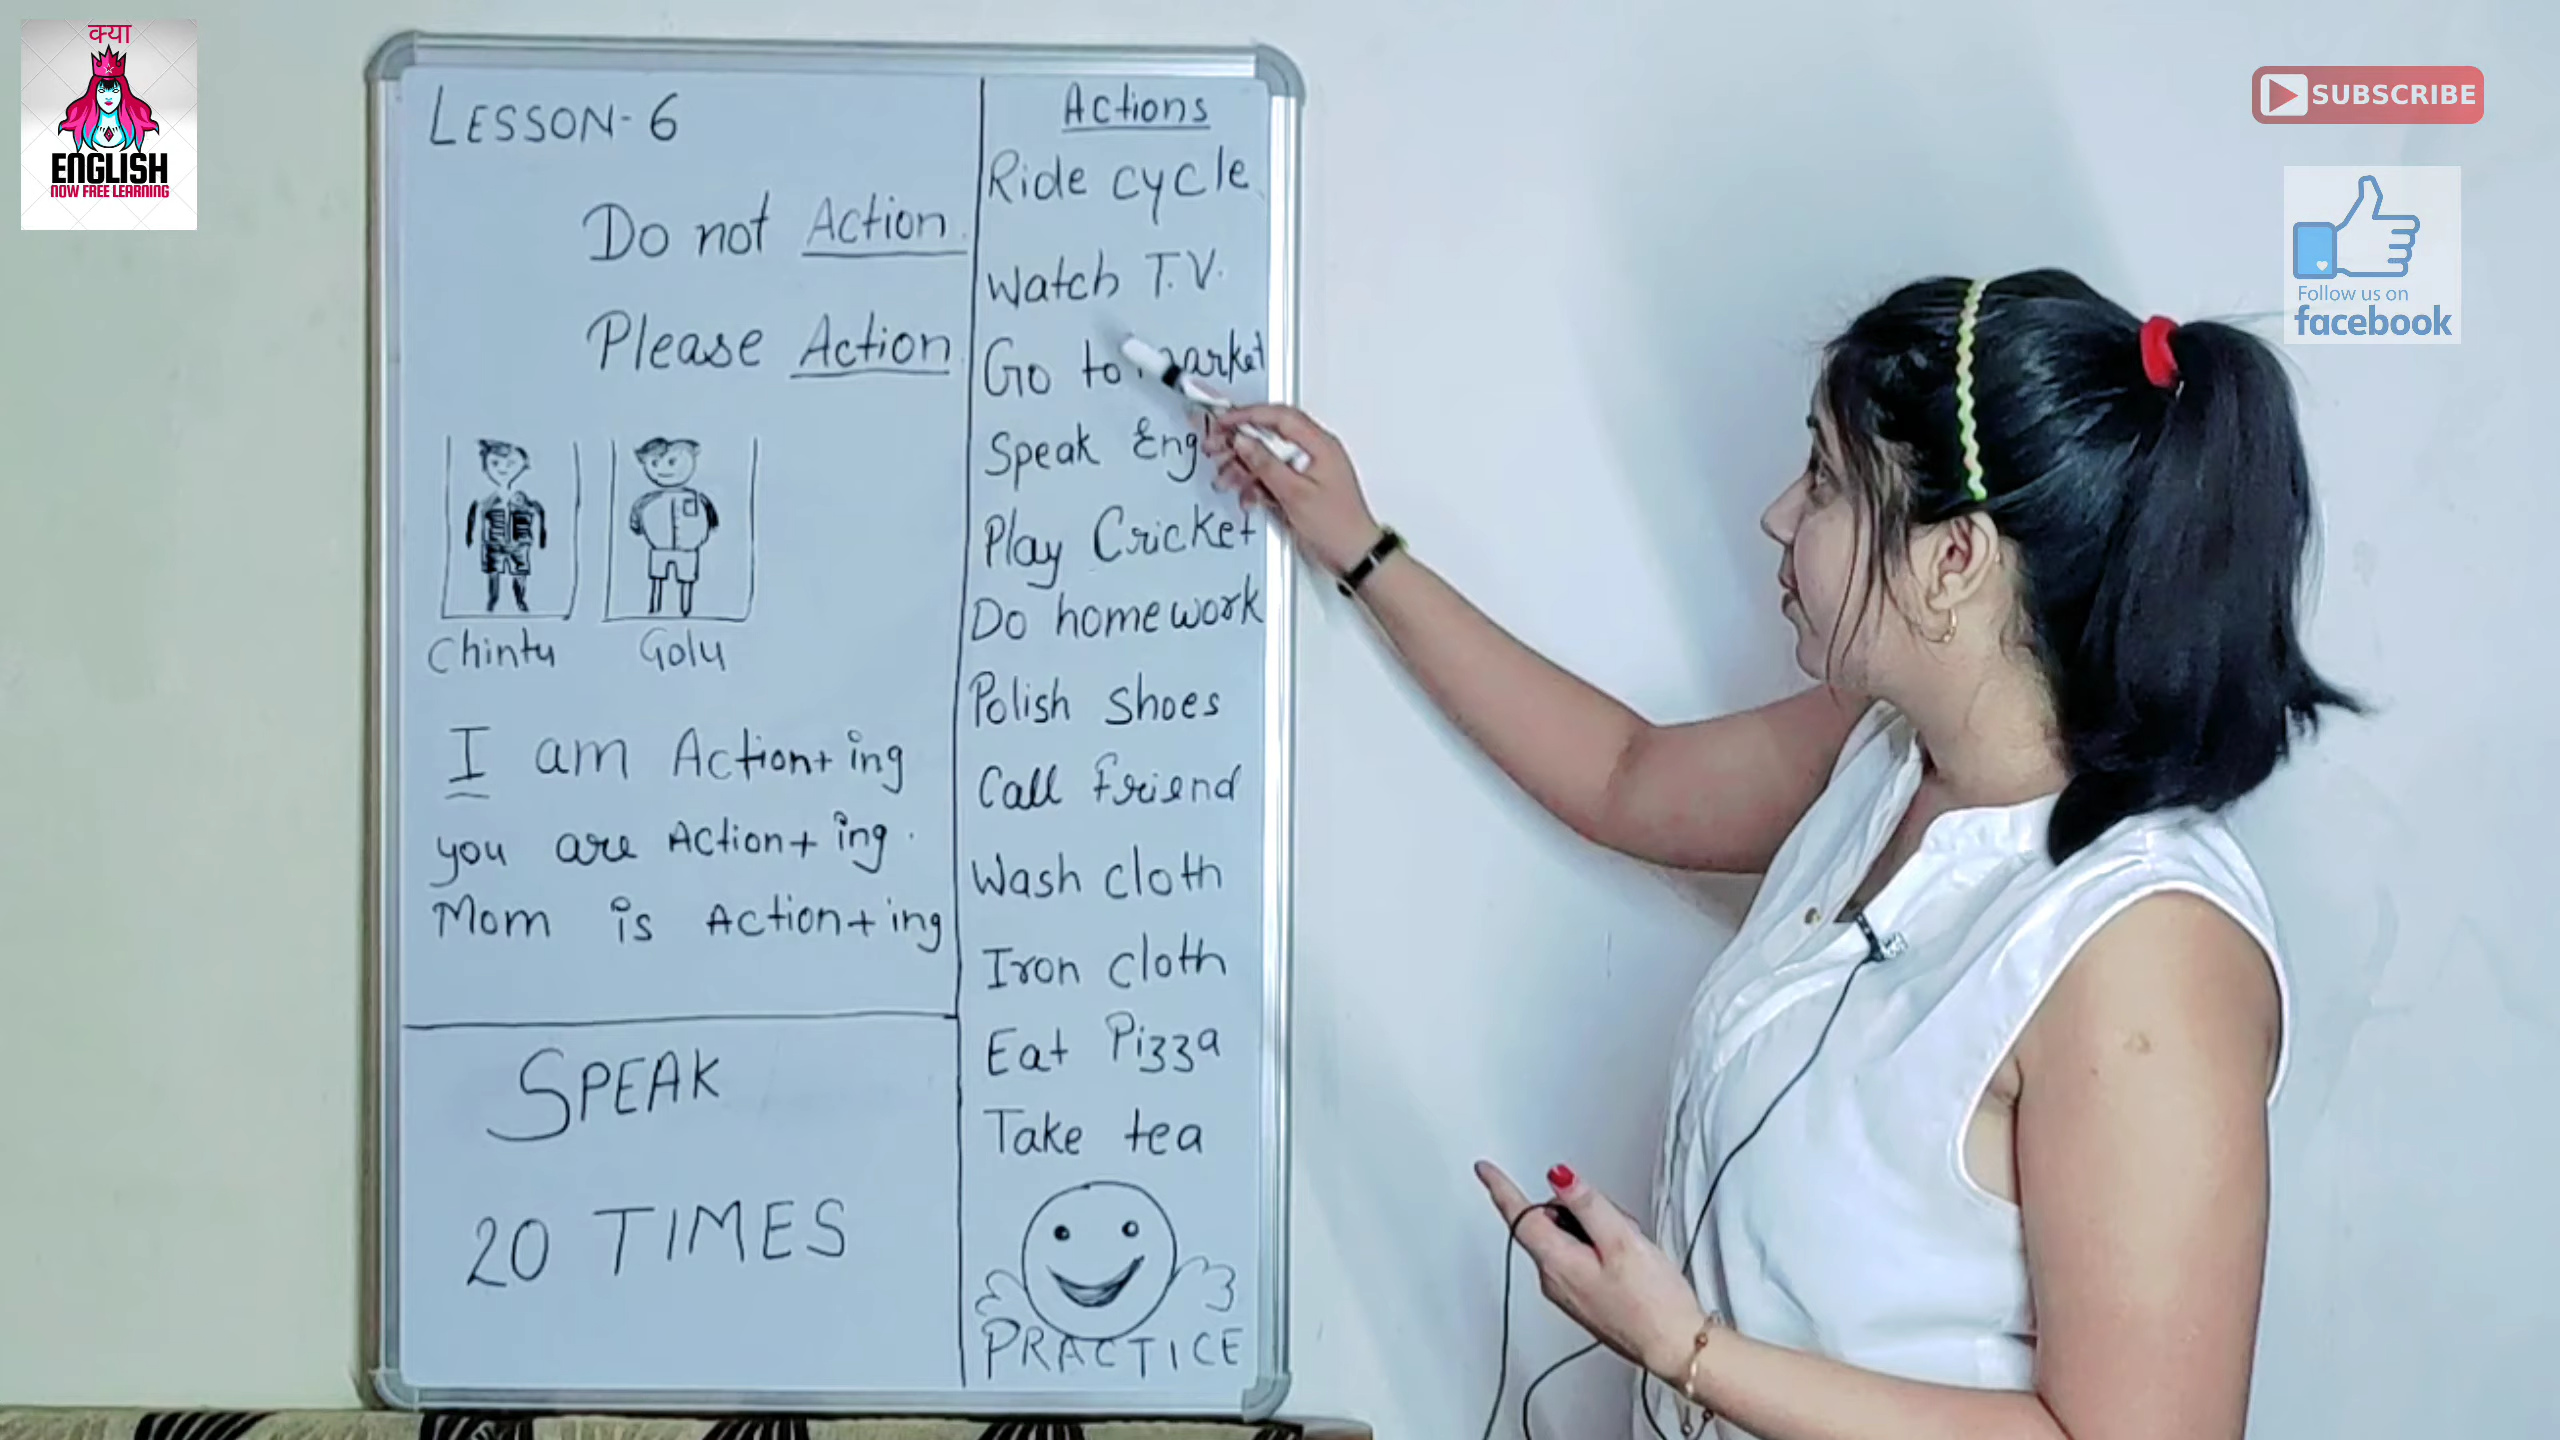 क्या
ENGLISH
NOW FREE LEARNING
LESSON-6
Do not Action
Please Action
Chintu
Golu
I am Action+ing
you are Action+ing.
Mom is Action+ing
SPEAK
20 TIMES
Actions
Ride cycle
Watch T.V.
Go to market
Speak Engl
Play Cricket
Do homework
Polish shoes
Call friend
Wash cloth
Iron cloth
Eat Pizza
Take tea
PRACTICE
SUBSCRIBE
Follow us on
facebook